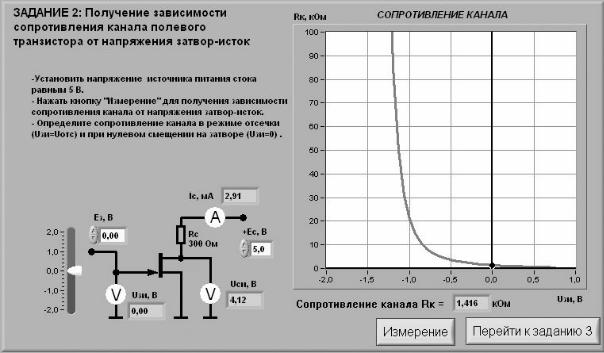 ЗАДАНИЕ 2: Получение зависимости
сопротивления канала полевого
транзистора от напряжения затвор-исток
-Установить напряжение источника питания стока
равным 5 В.
- Нажать кнопку "Измерение" для получения зависимости
сопротивления канала от напряжения затвор-исток.
- Определите сопротивление канала в режиме отсечки
(Uзи=Uотс) и при нулевом смещении на затворе (Uзи=0) .
Rк, кОм
СОПРОТИВЛЕНИЕ КАНАЛА
100
90
80
70
60
50
40
30
20
10
0
-2,0
-1,5
-1,0
-0,5
0,0
0,5
1,0
Сопротивление канала Rк =
1,416
кОм
Uзи, В
Измерение
Перейти к заданию 3
Iс, мА
2,91
A
Eз, В
0,00
Rс
300 Ом
+Eс, В
5,0
2,0
1,0
0,0
-1,0
-2,0
V
Uзи, В
0,00
V
Uси, В
4,12